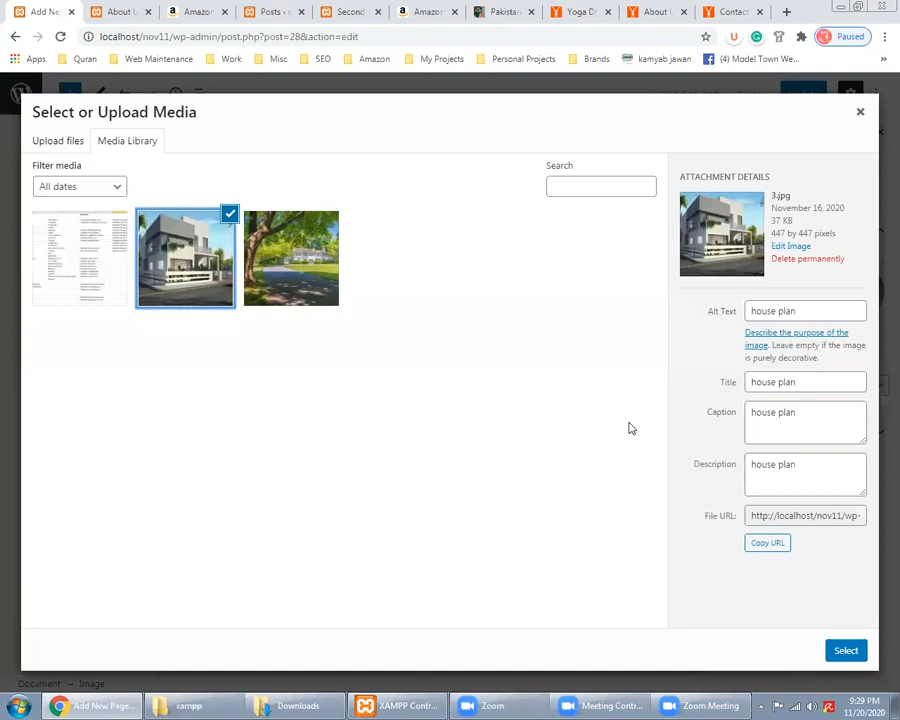 Add Ne
About U
Amazor
Posts ‹ n
Second
Amazor
Pakistan
Yoga Dr
About U
Contact
localhost/nov11/wp-admin/post.php?post=28&action=edit
Paused
Apps
Quran
Web Maintenance
Work
Misc
SEO
Amazon
My Projects
Personal Projects
Brands
kamyab jawan
(4) Model Town We...
Select or Upload Media
Upload files
Media Library
Filter media
Search
All dates
ATTACHMENT DETAILS
3.jpg
November 16, 2020
37 KB
447 by 447 pixels
Edit Image
Delete permanently
Alt Text
house plan
Describe the purpose of the
image. Leave empty if the image
is purely decorative.
Title
house plan
Caption
house plan
Description
house plan
File URL:
http://localhost/nov11/wp-
Copy URL
Select
Document → Image
Add New Page...
xampp
Downloads
XAMPP Contr...
Zoom
Meeting Contr...
Zoom Meeting
9:29 PM
11/20/2020